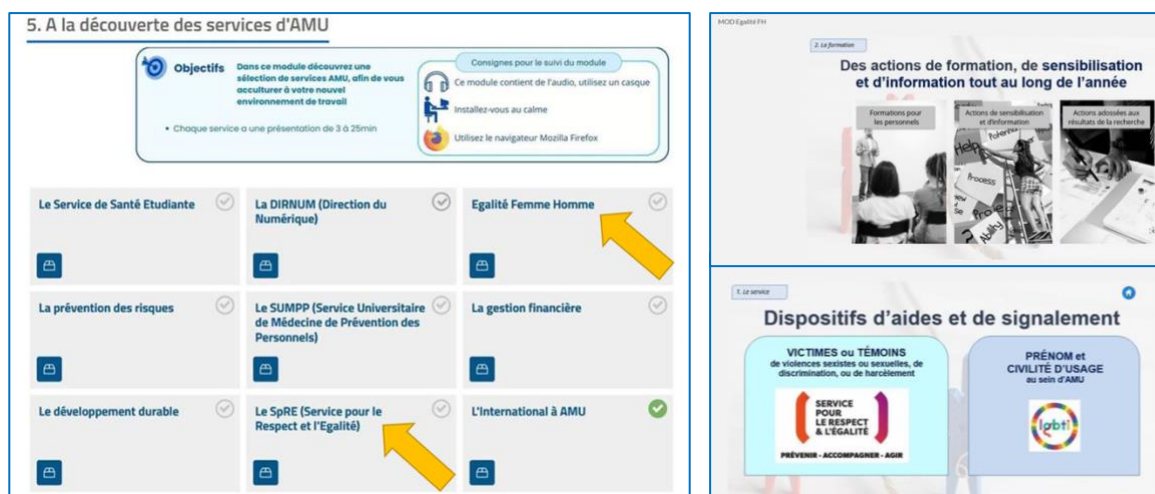 5. A la découverte des services d'AMU
Objectifs
Dans ce module découvrez une
sélection de services AMU, afin de vous
acculturer à votre nouvel
environnement de travail
• Chaque service a une présentation de 3 à 25min
Consignes pour le suivi du module
Ce module contient de l'audio, utilisez un casque
Installez-vous au calme
Utilisez le navigateur Mozilla Firefox
Le Service de Santé Etudiante
La DIRNUM (Direction du
Numérique)
Egalité Femme Homme
La prévention des risques
Le SUMPP (Service Universitaire
de Médecine de Prévention des
Personnels)
La gestion financière
Le développement durable
Le SpRE (Service pour le
Respect et l'Egalité)
L'International à AMU
MOD Egalité FH
2. La formation
Des actions de formation, de sensibilisation
et d'information tout au long de l'année
Formations pour
les personnels
Actions de sensibilisation
et d'information
Actions adossées aux
résultats de la recherche
Help
Process
Ability
1. Le service
Dispositifs d'aides et de signalement
VICTIMES ou TÉMOINS
de violences sexistes ou sexuelles, de
discrimination, ou de harcèlement
SERVICE
POUR
LE RESPECT
& L'ÉGALITÉ
PRÉVENIR - ACCOMPAGNER - AGIR
PRÉNOM et
CIVILITÉ D'USAGE
au sein d'AMU
lgbti